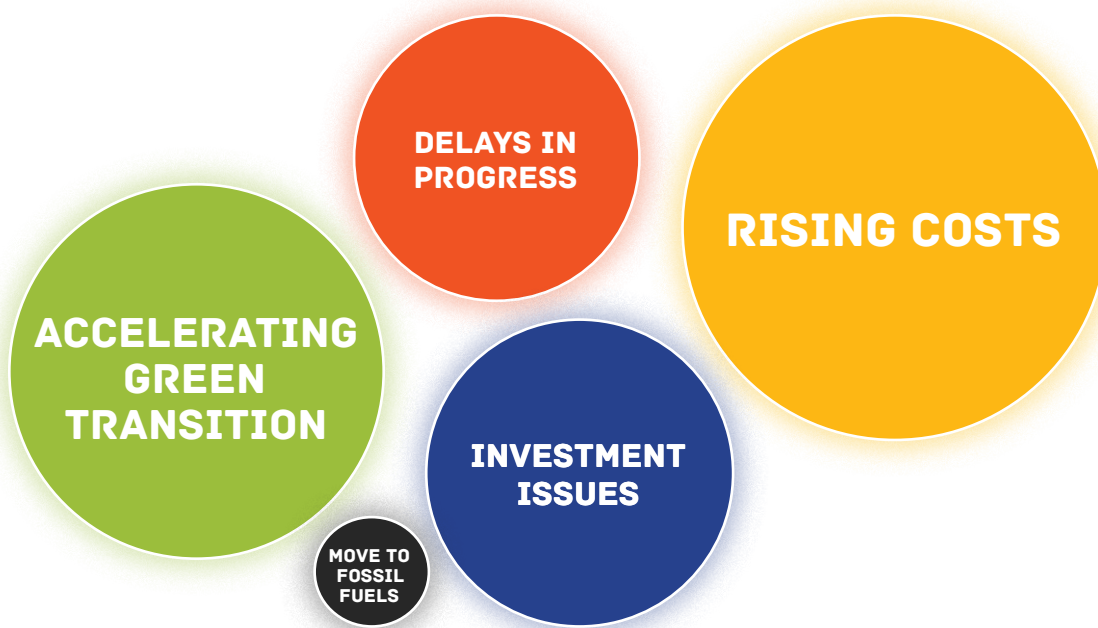 DELAYS IN
PROGRESS
RISING COSTS
ACCELERATING
GREEN
TRANSITION
INVESTMENT
ISSUES
MOVE TO
FOSSIL
FUELS